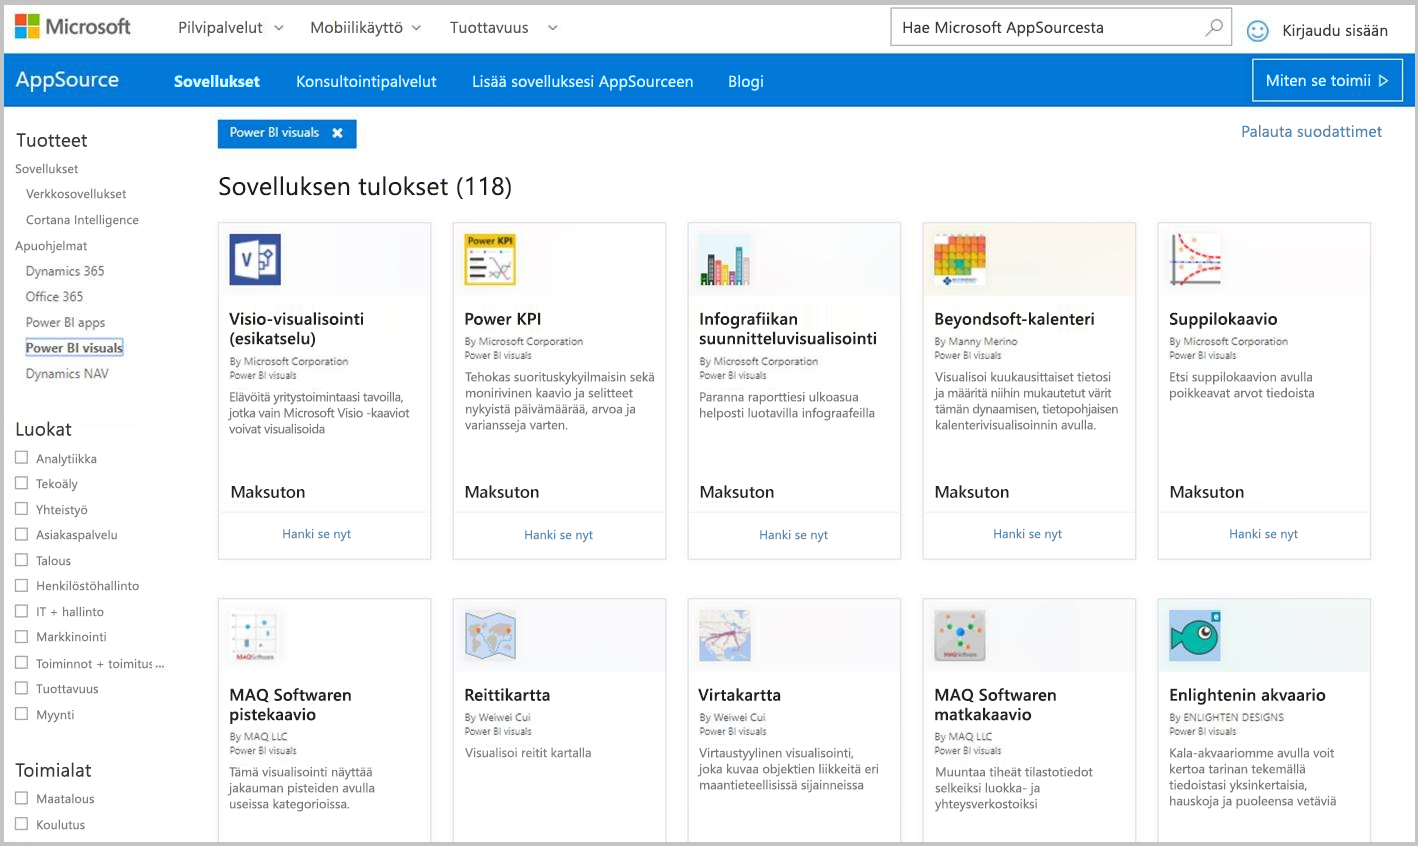 Microsoft
Pilvipalvelut
Mobiilikäyttö
Tuottavuus
Hae Microsoft AppSourcesta
Kirjaudu sisään
AppSource
Sovellukset
Konsultointipalvelut
Lisää sovelluksesi AppSourceen
Blogi
Miten se toimii
Tuotteet
Sovellukset
Verkkosovellukset
Cortana Intelligence
Apuohjelmat
Dynamics 365
Office 365
Power BI apps
Power BI visuals
Dynamics NAV
Luokat
Analytiikka
Tekoäly
Yhteistyö
Asiakaspalvelu
Talous
Henkilöstöhallinto
IT + hallinto
Markkinointi
Toiminnot + toimitus ...
Tuottavuus
Myynti
Toimialat
Maatalous
Koulutus
Power BI visuals
Palauta suodattimet
Sovelluksen tulokset (118)
Visio-visualisointi
(esikatselu)
By Microsoft Corporation
Power BI visuals
Elävöitä yritystoimintaasi tavoilla,
jotka vain Microsoft Visio -kaaviot
voivat visualisoida
Maksuton
Hanki se nyt
Power KPI
Power KPI
By Microsoft Corporation
Power BI visuals
Tehokas suorituskykyilmaisin sekä
monirivinen kaavio ja selitteet
nykyistä päivämäärää, arvoa ja
variansseja varten.
Maksuton
Hanki se nyt
Infografiikan
suunnitteluvisualisointi
By Microsoft Corporation
Power BI visuals
Paranna raporttiesi ulkoasua
helposti luotavilla infograafeilla
Maksuton
Hanki se nyt
Beyondsoft-kalenteri
By Manny Merino
Power BI visuals
Visualisoi kuukausittaiset tietosi
ja määritä niihin mukautetut värit
tämän dynaamisen, tietopohjaisen
kalenterivisualisoinnin avulla.
Maksuton
Hanki se nyt
Suppilokaavio
By Microsoft Corporation
Power BI visuals
Etsi suppilokaavion avulla
poikkeavat arvot tiedoista
Maksuton
Hanki se nyt
MAQSoftware
MAQ Softwaren
pistekaavio
By MAQ LLC
Power BI visuals
Tämä visualisointi näyttää
jakauman pisteiden avulla
useissa kategorioissa.
Reittikartta
By Weiwei Cui
Power BI visuals
Visualisoi reitit kartalla
Virtakartta
By Weiwei Cui
Power BI visuals
Virtaustyylinen visualisointi,
joka kuvaa objektien liikkeitä eri
maantieteellisissä sijainneissa
MAQSoftware
MAQ Softwaren
matkakaavio
By MAQ LLC
Power BI visuals
Muuntaa tiheät tilastotiedot
selkeiksi luokka- ja
yhteysverkostoiksi
Enlightenin akvaario
By ENLIGHTEN DESIGNS
Power BI visuals
Kala-akvaariomme avulla voit
kertoa tarinan tekemällä
tiedoistasi yksinkertaisia,
hauskoja ja puoleensa vetäviä